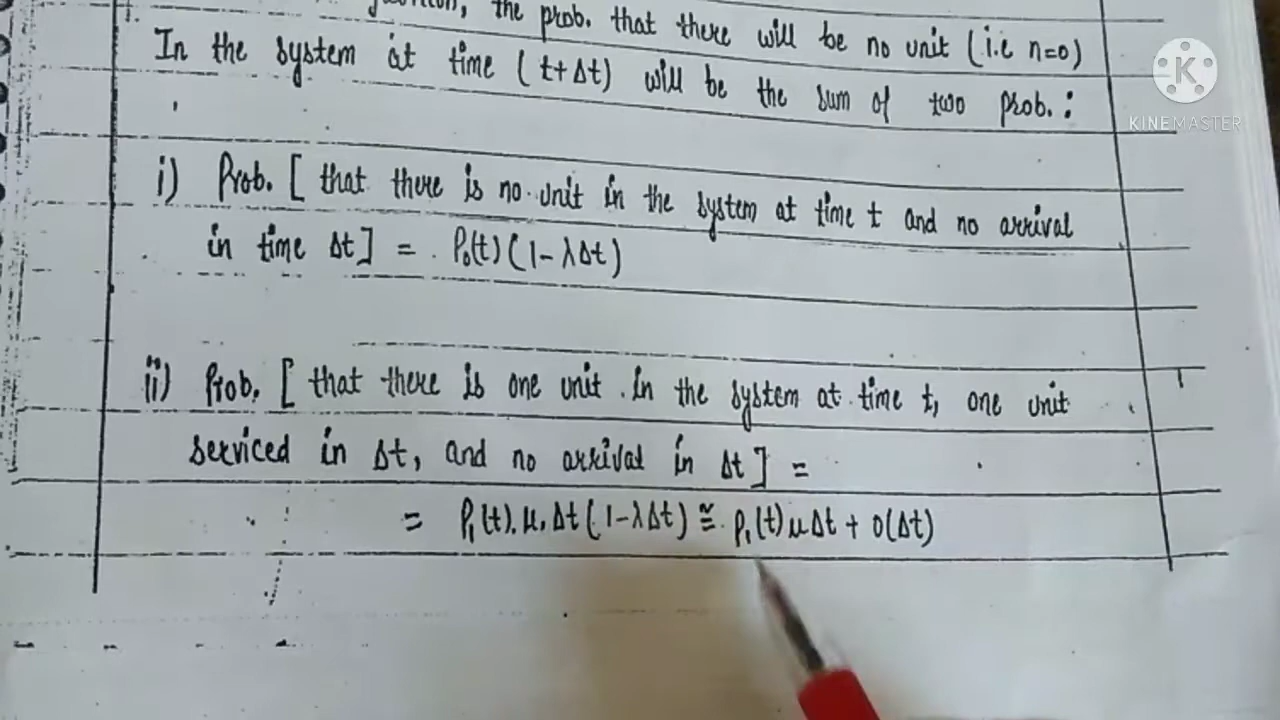 the prob. that there will be no unit (i.e n=0)
In the system at time (t+Δt) will be the sum of two prob. :
i) Prob. [ that there is no unit in the system at time t and no arrival
in time Δt] = P₀(t)(1-λΔt)
ii) Prob. [ that there is one unit in the system at time t, one unit
serviced in Δt, and no arrival in Δt] =
= P₁(t).μ.Δt(1-λΔt) ≅ P₁(t)μΔt + 0(Δt)
K
KINEMASTER